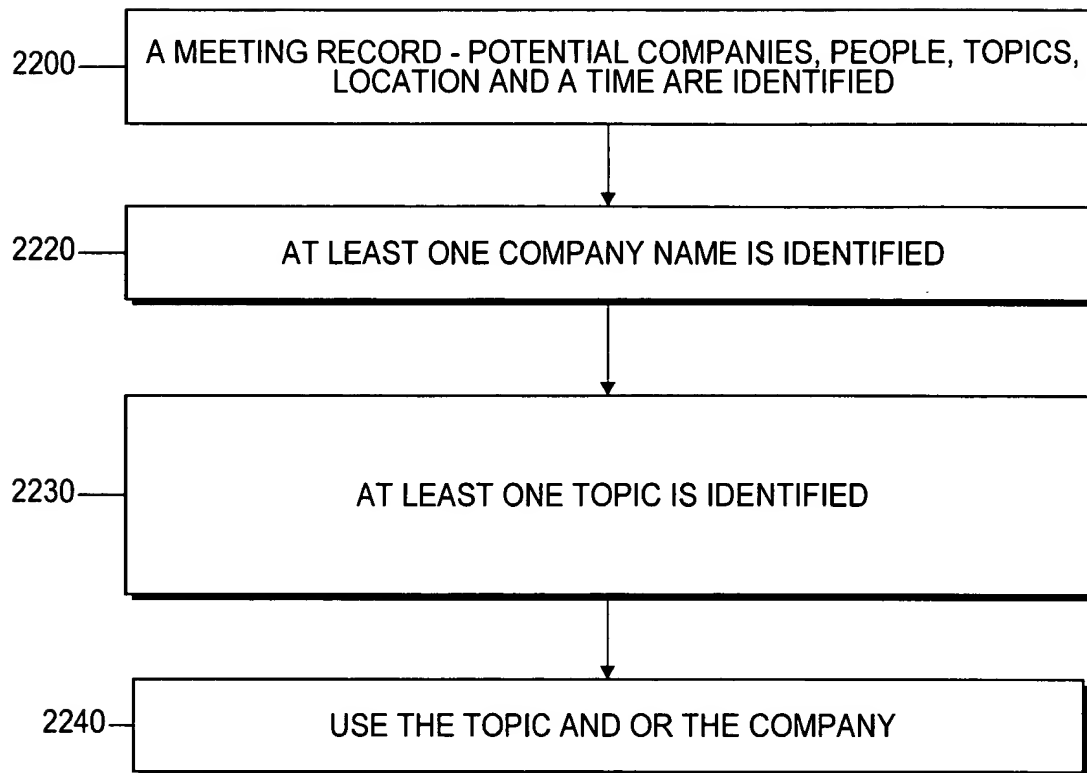 2200
A MEETING RECORD - POTENTIAL COMPANIES, PEOPLE, TOPICS,
LOCATION AND A TIME ARE IDENTIFIED
2220
AT LEAST ONE COMPANY NAME IS IDENTIFIED
2230
AT LEAST ONE TOPIC IS IDENTIFIED
2240
USE THE TOPIC AND OR THE COMPANY